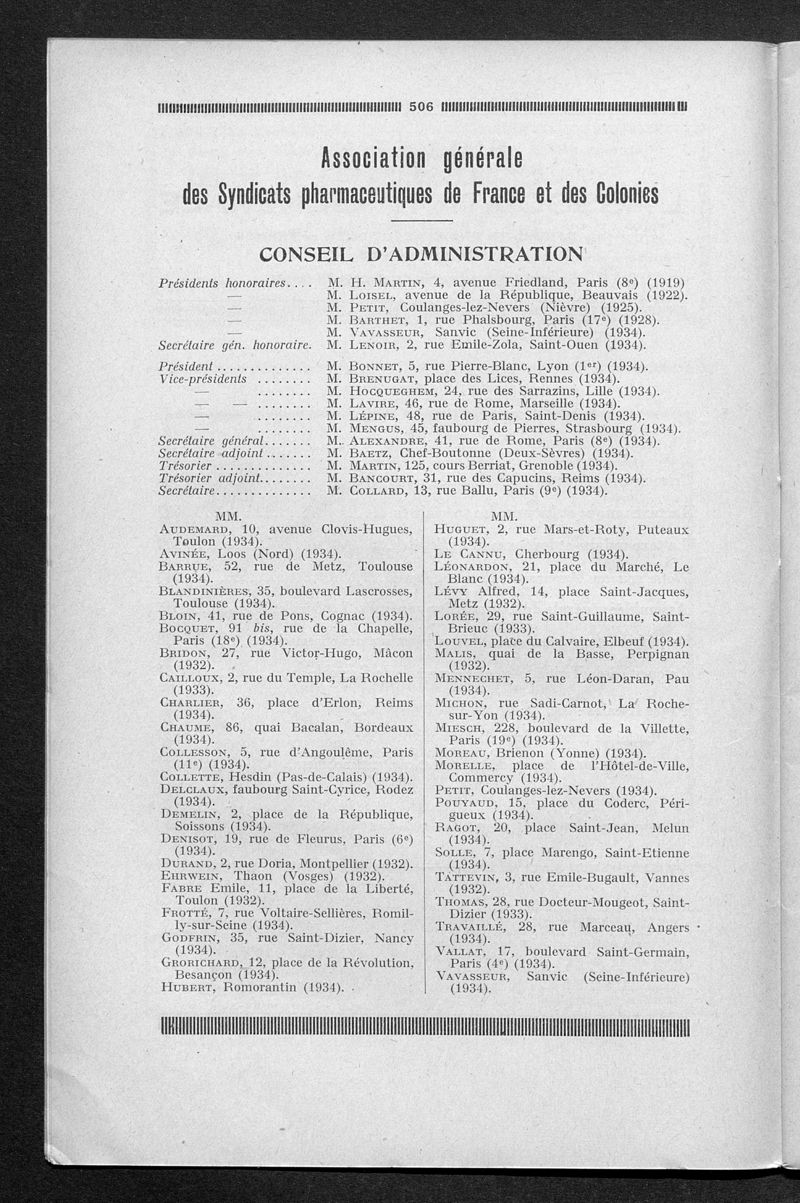 506
Association générale
des Syndicats pharmaceutiques de France et des Colonies
CONSEIL D'ADMINISTRATION
Présidents honoraires.... M. H. MARTIN, 4, avenue Friedland, Paris (8e) (1919)
— M. LOISEL, avenue de la République, Beauvais (1922).
— M. PETIT, Coulanges-lez-Nevers (Nièvre) (1925).
— M. BARTHET, 1, rue Phalsbourg, Paris (17e) (1928).
— M. VAVASSEUR, Sanvic (Seine-Inférieure) (1934).
Secrétaire gén. honoraire. M. LENOIR, 2, rue Emile-Zola, Saint-Ouen (1934).
Président .............. M. BONNET, 5, rue Pierre-Blanc, Lyon (1er) (1934).
Vice-présidents ........ M. BRENUGAT, place des Lices, Rennes (1934).
— ........ M. HOCQUEGHEM, 24, rue des Sarrazins, Lille (1934).
— — ........ M. LAVIRE, 46, rue de Rome, Marseille (1934).
— ........ M. LÉPINE, 48, rue de Paris, Saint-Denis (1934).
— ........ M. MENGUS, 45, faubourg de Pierres, Strasbourg (1934).
Secrétaire général....... M. ALEXANDRE, 41, rue de Rome, Paris (8e) (1934).
Secrétaire adjoint ....... M. BAETZ, Chef-Boutonne (Deux-Sèvres) (1934).
Trésorier .............. M. MARTIN, 125, cours Berriat, Grenoble (1934).
Trésorier adjoint........ M. BANCOURT, 31, rue des Capucins, Reims (1934).
Secrétaire.............. M. COLLARD, 13, rue Ballu, Paris (9e) (1934).
MM.
AUDEMARD, 10, avenue Clovis-Hugues,
Toulon (1934).
AVINÉE, Loos (Nord) (1934).
BARRUE, 52, rue de Metz, Toulouse
(1934).
BLANDINIÈRES, 35, boulevard Lascrosses,
Toulouse (1934).
BLOIN, 41, rue de Pons, Cognac (1934).
BOCQUET, 91 bis, rue de la Chapelle,
Paris (18e) (1934).
BRIDON, 27, rue Victor-Hugo, Mâcon
(1932).
CAILLOUX, 2, rue du Temple, La Rochelle
(1933).
CHARLIER, 36, place d'Erlon, Reims
(1934).
CHAUME, 86, quai Bacalan, Bordeaux
(1934).
COLLESSON, 5, rue d'Angoulême, Paris
(11e) (1934).
COLLETTE, Hesdin (Pas-de-Calais) (1934).
DELCLAUX, faubourg Saint-Cyrice, Rodez
(1934).
DEMELIN, 2, place de la République,
Soissons (1934).
DENISOT, 19, rue de Fleurus, Paris (6e)
(1934).
DURAND, 2, rue Doria, Montpellier (1932).
EHRWEIN, Thaon (Vosges) (1932).
FABRE Emile, 11, place de la Liberté,
Toulon (1932).
FROTTÉ, 7, rue Voltaire-Sellières, Romil-
ly-sur-Seine (1934).
GODFRIN, 35, rue Saint-Dizier, Nancy
(1934).
GRORICHARD, 12, place de la Révolution,
Besançon (1934).
HUBERT, Romorantin (1934).
MM.
HUGUET, 2, rue Mars-et-Roty, Puteaux
(1934).
LE CANNU, Cherbourg (1934).
LÉONARDON, 21, place du Marché, Le
Blanc (1934).
LÉVY Alfred, 14, place Saint-Jacques,
Metz (1932).
LORÉE, 29, rue Saint-Guillaume, Saint-
Brieuc (1933).
LOUVEL, place du Calvaire, Elbeuf (1934).
MALIS, quai de la Basse, Perpignan
(1932).
MENNECHET, 5, rue Léon-Daran, Pau
(1934).
MICHON, rue Sadi-Carnot, La Roche-
sur-Yon (1934).
MIESCH, 228, boulevard de la Villette,
Paris (19e) (1934).
MOREAU, Brienon (Yonne) (1934).
MORELLE, place de l'Hôtel-de-Ville,
Commercy (1934).
PETIT, Coulanges-lez-Nevers (1934).
POUYAUD, 15, place du Coderc, Péri-
gueux (1934).
RAGOT, 20, place Saint-Jean, Melun
(1934).
SOLLE, 7, place Marengo, Saint-Etienne
(1934).
TATTEVIN, 3, rue Emile-Bugault, Vannes
(1932).
THOMAS, 28, rue Docteur-Mougeot, Saint-
Dizier (1933).
TRAVAILLÉ, 28, rue Marceau, Angers
(1934).
VALLAT, 17, boulevard Saint-Germain,
Paris (4e) (1934).
VAVASSEUR, Sanvic (Seine-Inférieure)
(1934).